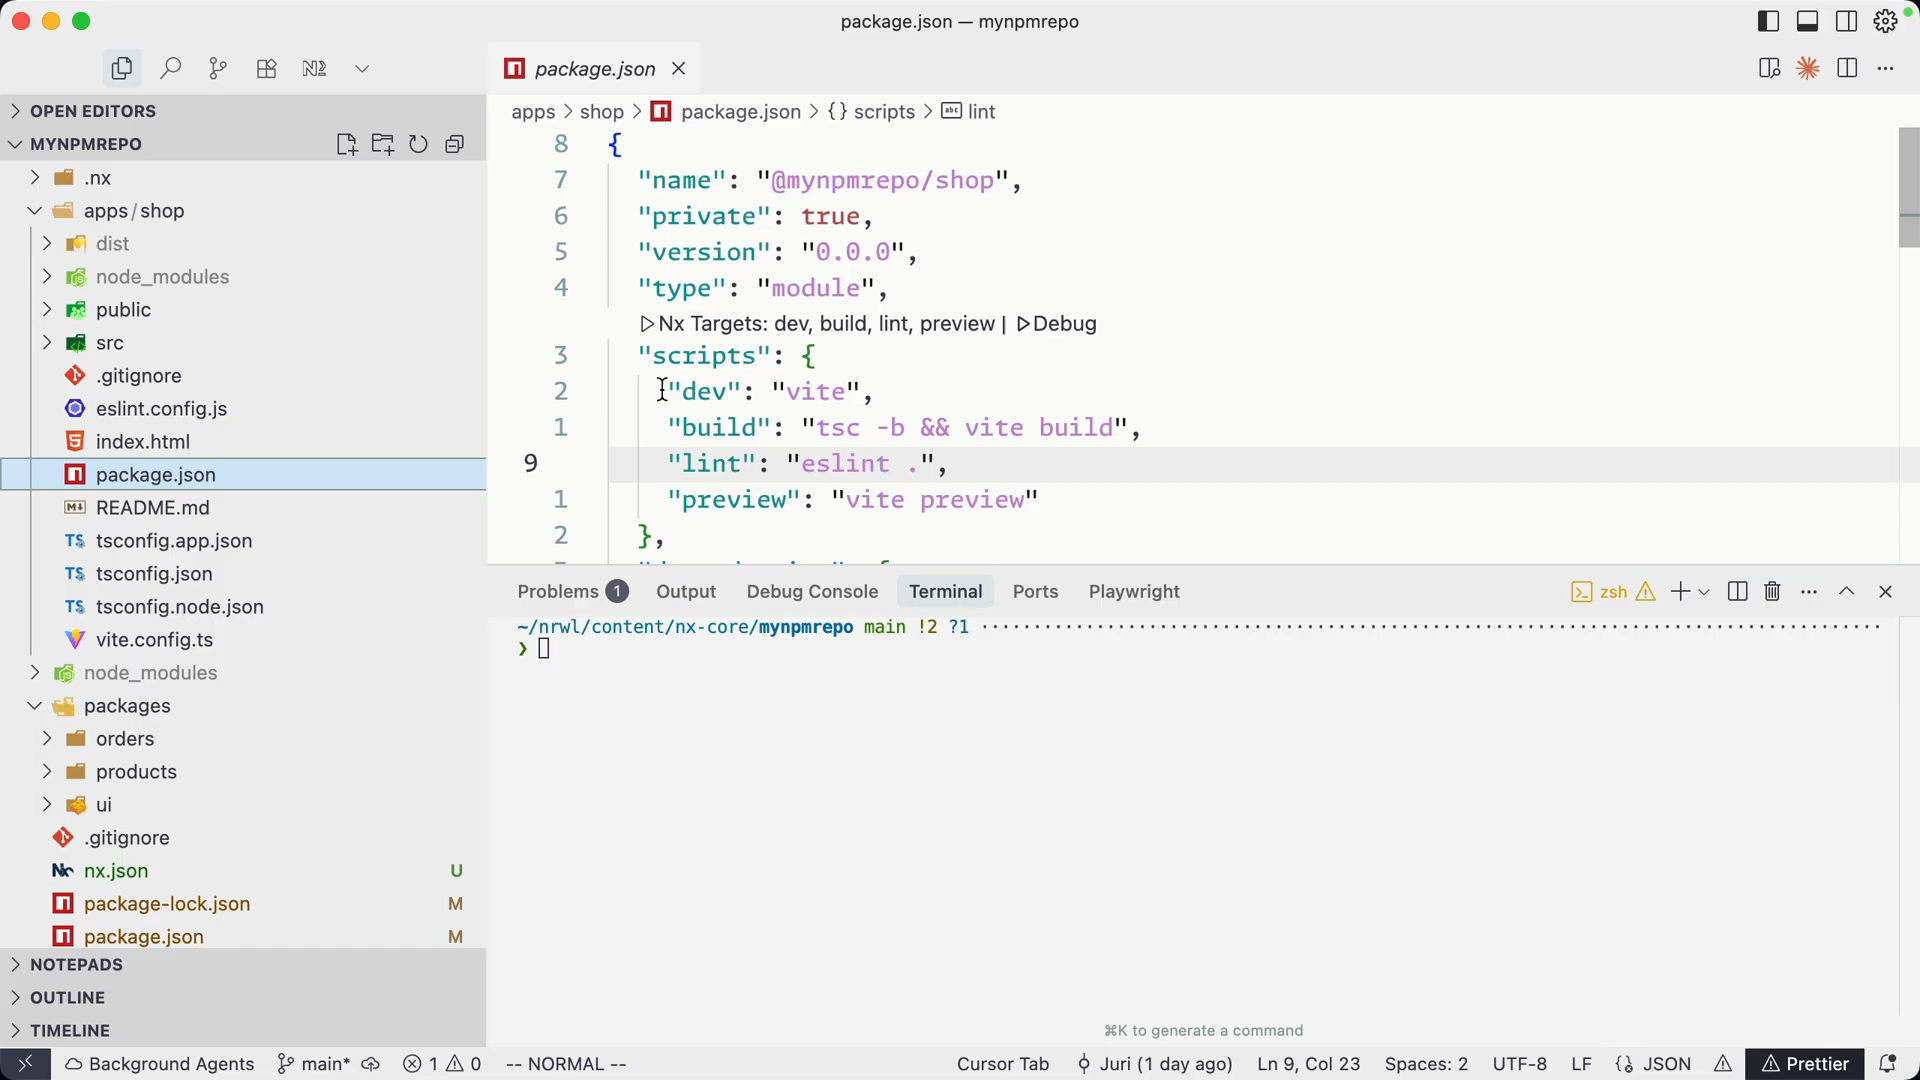 package.json — mynpmrepo
package.json
OPEN EDITORS
MYNPMREPO
.nx
apps/shop
dist
node_modules
public
src
.gitignore
eslint.config.js
index.html
package.json
README.md
tsconfig.app.json
tsconfig.json
tsconfig.node.json
vite.config.ts
node_modules
packages
orders
products
ui
.gitignore
nx.json U
package-lock.json M
package.json M
NOTEPADS
OUTLINE
TIMELINE
apps > shop > package.json > {} scripts > abc lint
8 {
7 "name": "@mynpmrepo/shop",
6 "private": true,
5 "version": "0.0.0",
4 "type": "module",
Nx Targets: dev, build, lint, preview | Debug
3 "scripts": {
2 "dev": "vite",
1 "build": "tsc -b && vite build",
9 "lint": "eslint .",
1 "preview": "vite preview"
2 },
Problems 1 Output Debug Console Terminal Ports Playwright zsh
~/nrwl/content/nx-core/mynpmrepo main !2 ?1
❯
⌘K to generate a command
Background Agents main* 1 0 -- NORMAL -- Cursor Tab Juri (1 day ago) Ln 9, Col 23 Spaces: 2 UTF-8 LF {} JSON Prettier